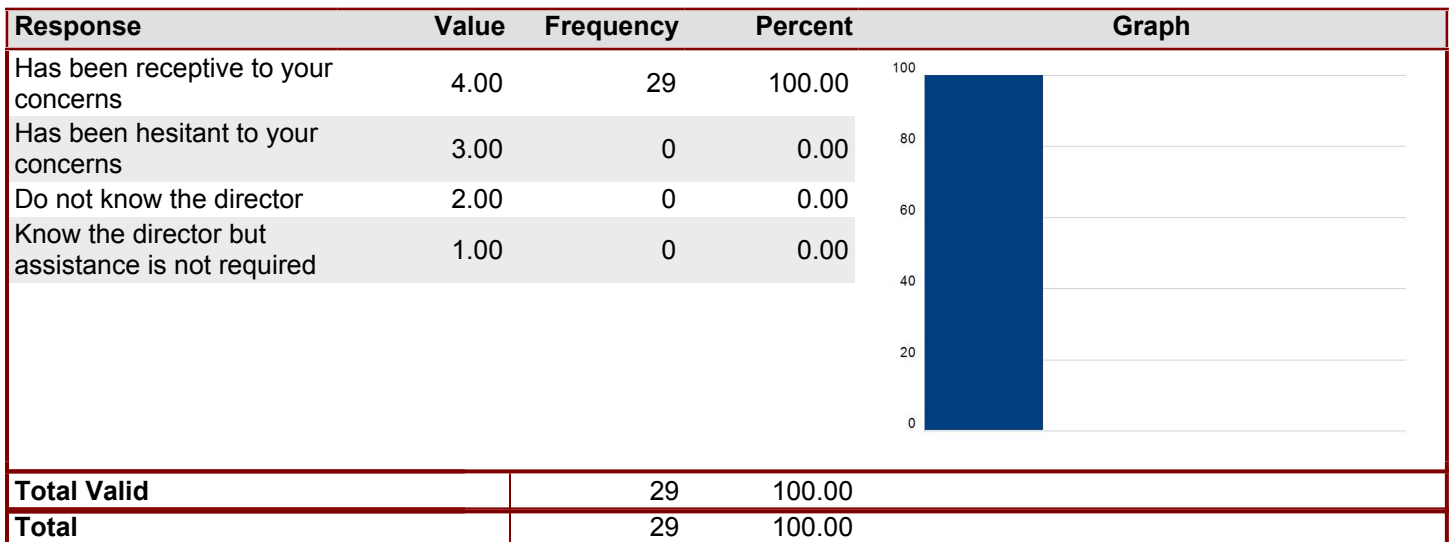 Response Value Frequency Percent Graph
Has been receptive to your
concerns 4.00 29 100.00
Has been hesitant to your
concerns 3.00 0 0.00
Do not know the director 2.00 0 0.00
Know the director but
assistance is not required 1.00 0 0.00
100
80
60
40
20
0
Total Valid 29 100.00
Total 29 100.00